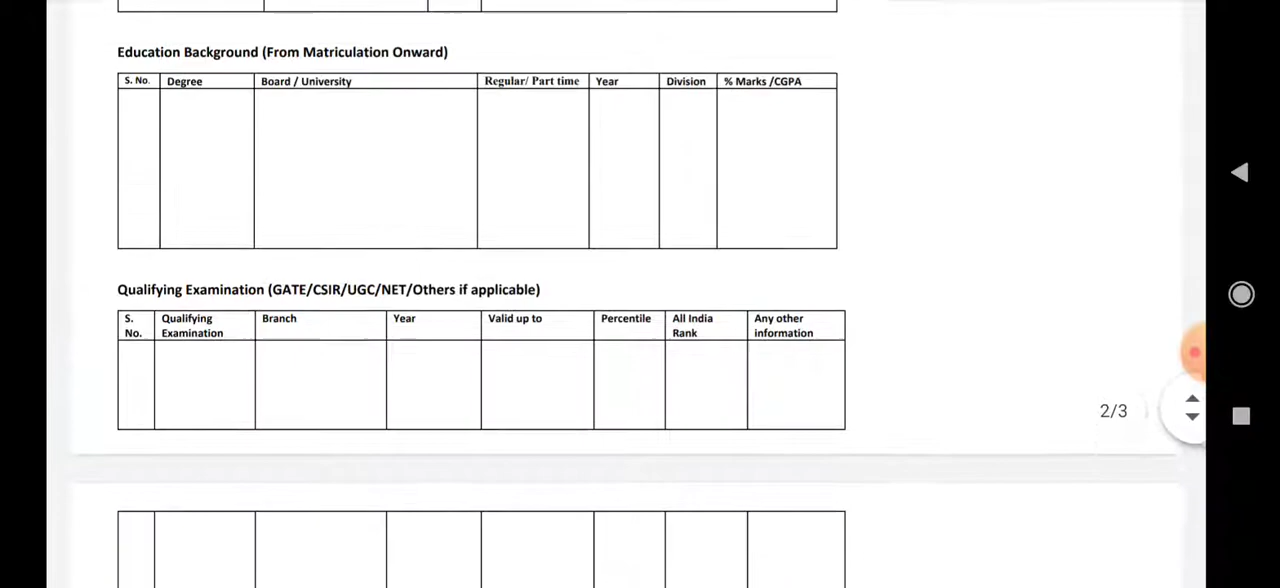 Education Background (From Matriculation Onward)
S. No. Degree Board / University Regular/ Part time Year Division % Marks /CGPA
Qualifying Examination (GATE/CSIR/UGC/NET/Others if applicable)
S. No. Qualifying Examination Branch Year Valid up to Percentile All India Rank Any other information
2/3